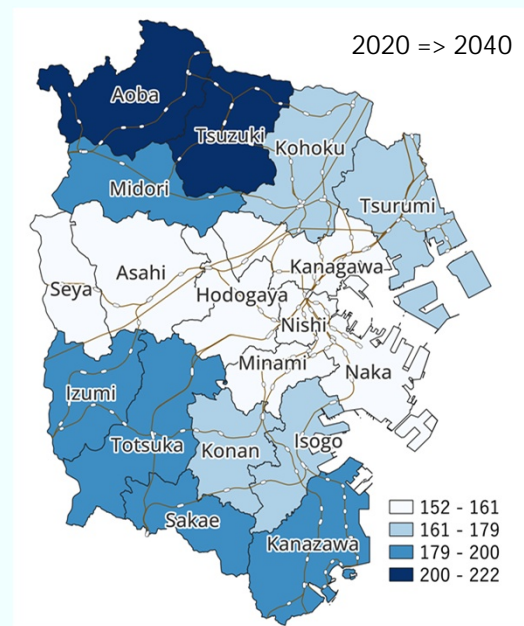 2020 => 2040
Aoba
Tsuzuki
Kohoku
Midori
Tsurumi
Kanagawa
Asahi
Seya
Hodogaya
Nishi
Minami
Naka
Izumi
Totsuka
Konan
Isogo
Sakae
Kanazawa
152 - 161
161 - 179
179 - 200
200 - 222